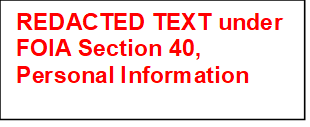 REDACTED TEXT under
FOIA Section 40,
Personal Information